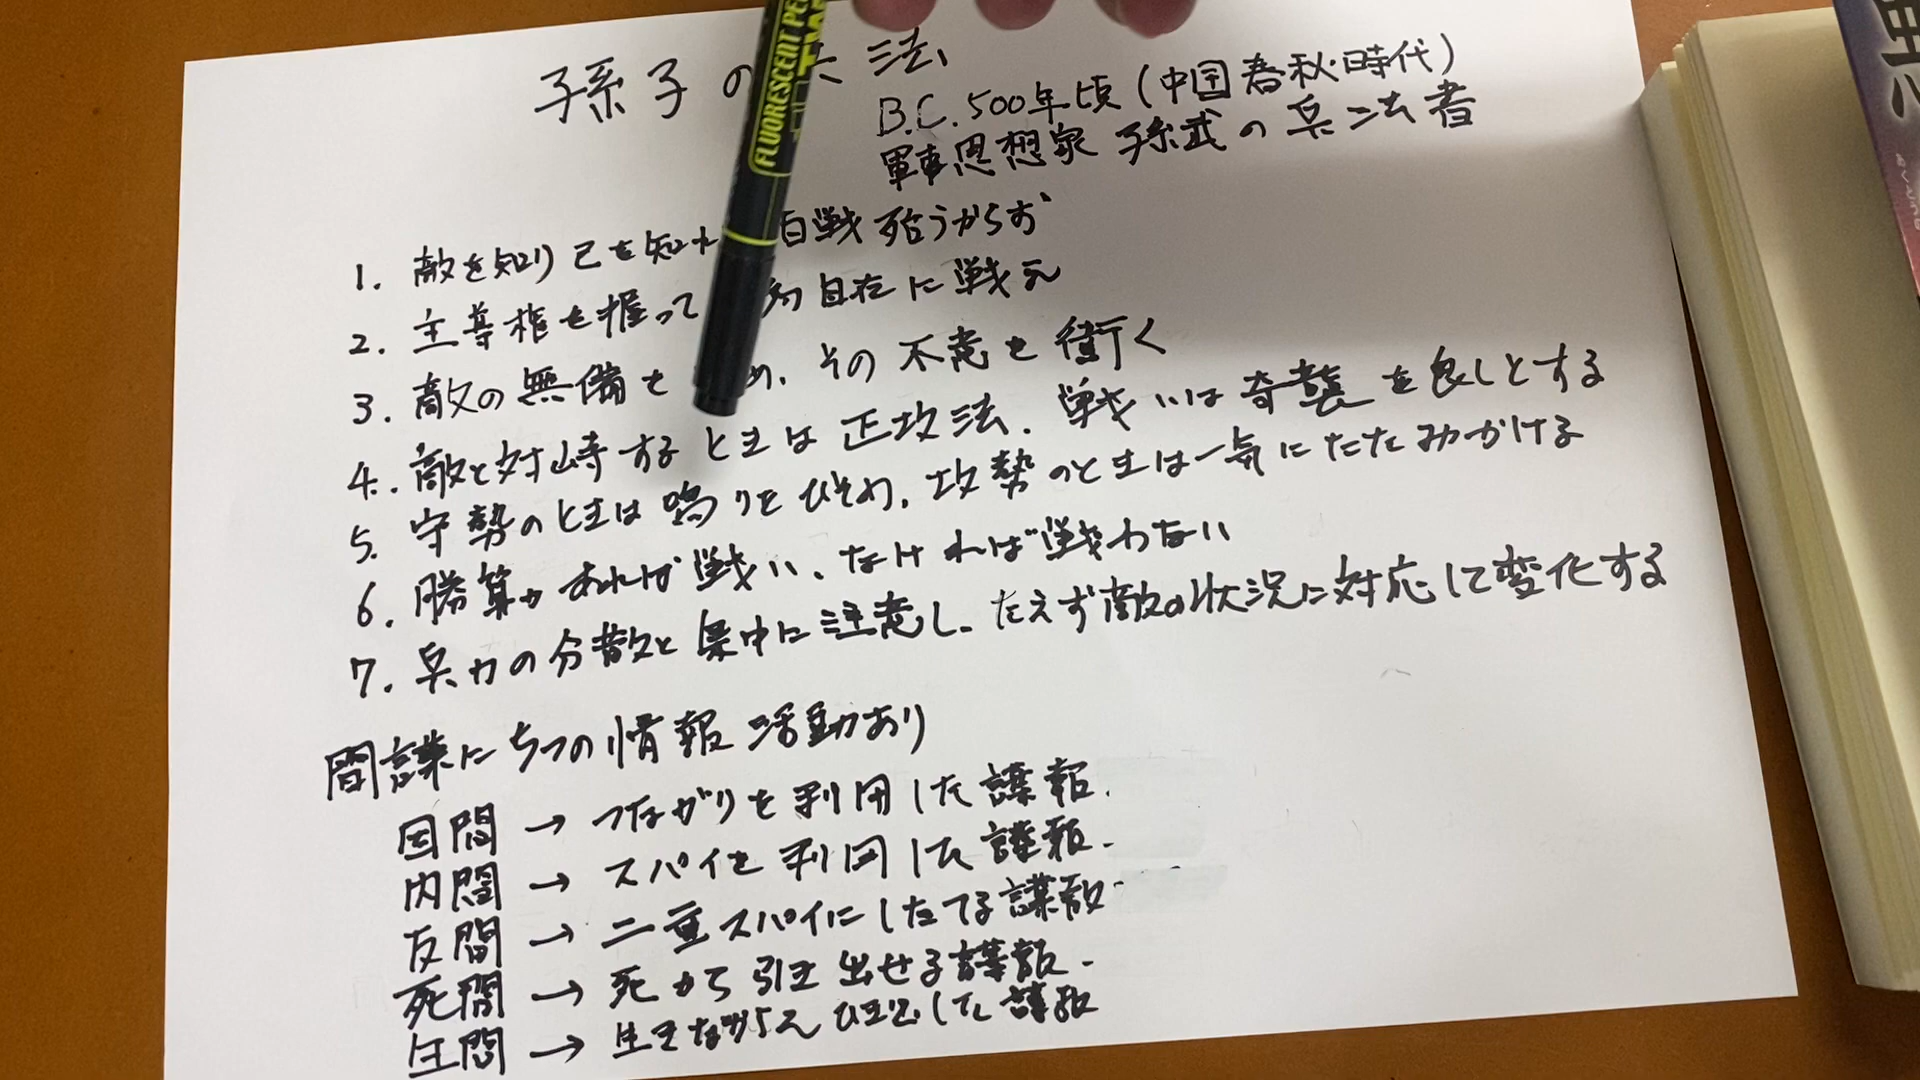 孫子の兵法
B.C.500年頃(中国春秋時代)
軍事思想家 孫武の兵法者
1. 敵を知り己を知れ 百戦殆うからず
2. 主導権を握って 自在に戦え
3. 敵の無備を め、その不意を衝く
4. 敵と対峙するときは正攻法、戦いは奇襲を良しとする
5. 守勢のときは鳴りをひそめ、攻勢のときは一気にたたみかける
6. 勝算があれば戦い、なければ戦わない
7. 兵力の分散と集中に注意し、たえず敵の状況に対応して変化する
間諜に5つの情報活動あり
因間→つながりを利用した諜報.
内間→スパイを利用した諜報.
反間→二重スパイにしたてる諜報
死間→死から引き出せる諜報.
生間→生きながら した諜報
FLUORESCENT PEN